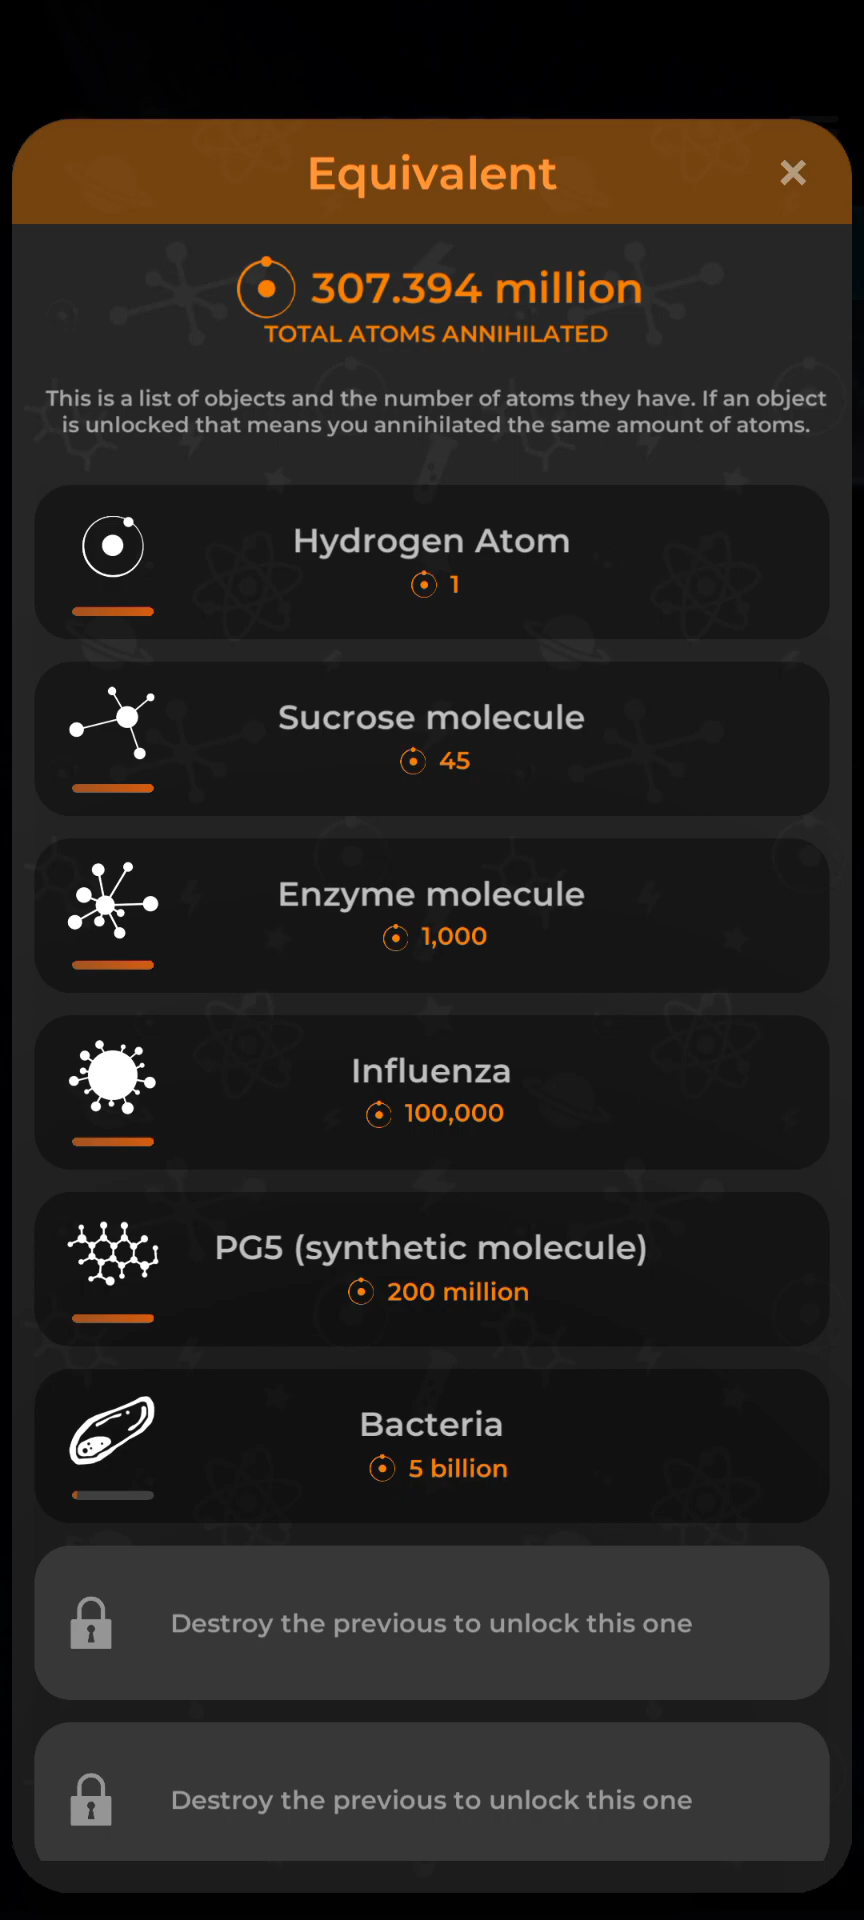 Equivalent
307.394 million
TOTAL ATOMS ANNIHILATED
This is a list of objects and the number of atoms they have. If an object
is unlocked that means you annihilated the same amount of atoms.
Hydrogen Atom
1
Sucrose molecule
45
Enzyme molecule
1,000
Influenza
100,000
PG5 (synthetic molecule)
200 million
Bacteria
5 billion
Destroy the previous to unlock this one
Destroy the previous to unlock this one